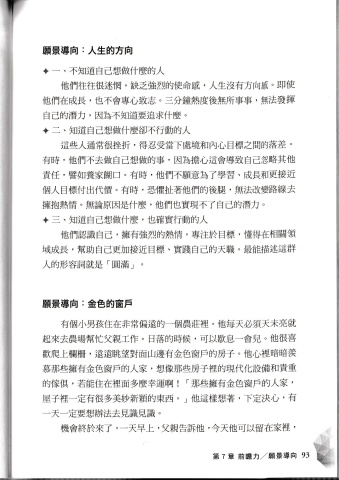 願景導向：人生的方向
✦ 一、不知道自己想做什麼的人
他們往往很迷惘，缺乏強烈的使命感，人生沒有方向感。即使
他們在成長，也不會專心致志。三分鐘熱度後無所事事，無法發揮
自己的潛力，因為不知道要追求什麼。
✦ 二、知道自己想做什麼卻不行動的人
這些人通常很挫折，得忍受當下處境和內心目標之間的落差。
有時，他們不去做自己想做的事，因為擔心這會導致自己忽略其他
責任，譬如養家餬口。有時，他們不願意為了學習、成長和更接近
個人目標付出代價。有時，恐懼扯著他們的後腿，無法改變路線去
擁抱熱情。無論原因是什麼，他們也實現不了自己的潛力。
✦ 三、知道自己想做什麼，也確實行動的人
他們認識自己，擁有強烈的熱情，專注於目標，懂得在相關領
域成長，幫助自己更加接近目標、實踐自己的天職。最能描述這群
人的形容詞就是「圓滿」。
願景導向：金色的窗戶
有個小男孩住在非常偏遠的一個農莊裡。他每天必須天未亮就
起來去農場幫忙父親工作。日落的時候，可以歇息一會兒。他很喜
歡爬上欄柵，遠遠眺望對面山邊有金色窗戶的房子。他心裡暗暗羨
慕那些擁有金色窗戶的人家，想像那些房子裡的現代化設備和貴重
的傢俱，若能住在裡面多麼幸運啊！「那些擁有金色窗戶的人家，
屋子裡一定有很多美妙新穎的東西。」他這樣想著，下定決心，有
一天一定要想辦法去見識見識。
機會終於來了，一天早上，父親告訴他，今天他可以留在家裡，
第 7 章 前瞻力／願景導向 93